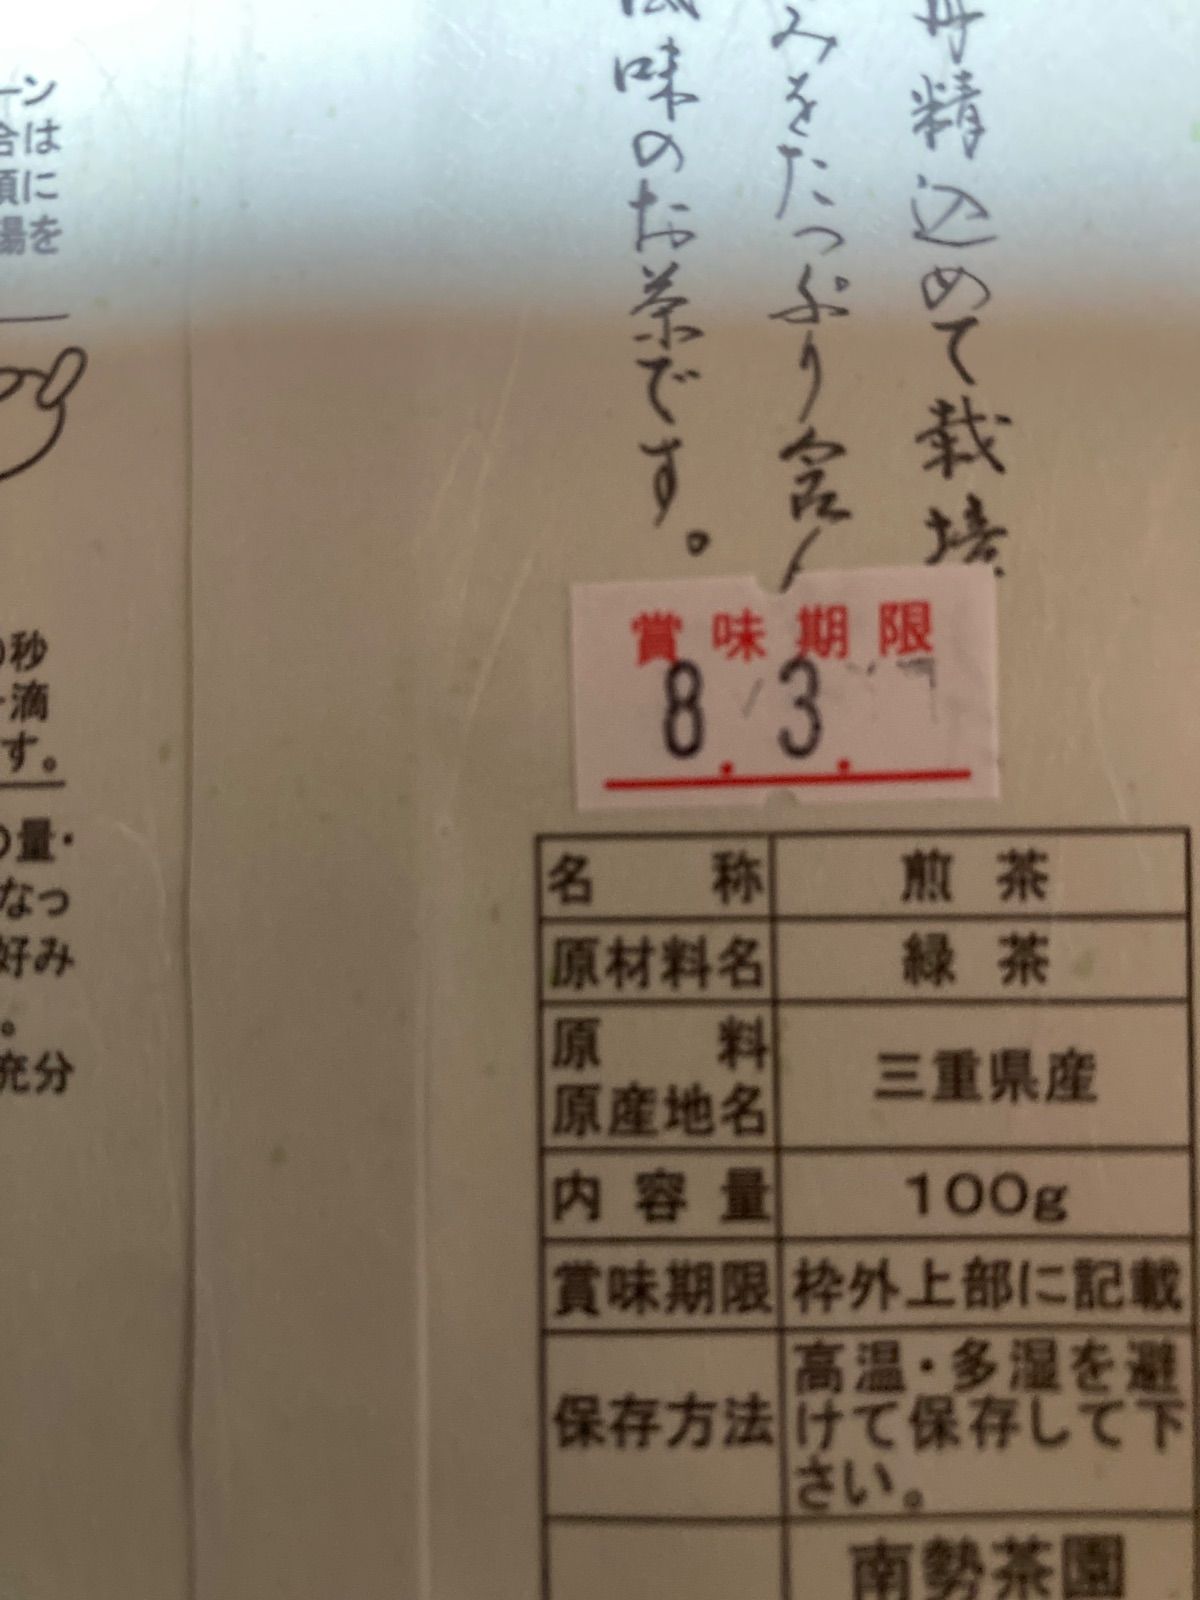 丹精込めて栽培
みをたっぷり含ん
風味のお茶です。
ーン
合は
頃に
湯を
秒
滴
す。
の量・
なっ
好み
。
充分
賞味期限
8.3.
名称 煎茶
原材料名 緑茶
原料原産地名 三重県産
内容量 100g
賞味期限 枠外上部に記載
保存方法 高温・多湿を避
けて保存して下
さい。
南勢茶園